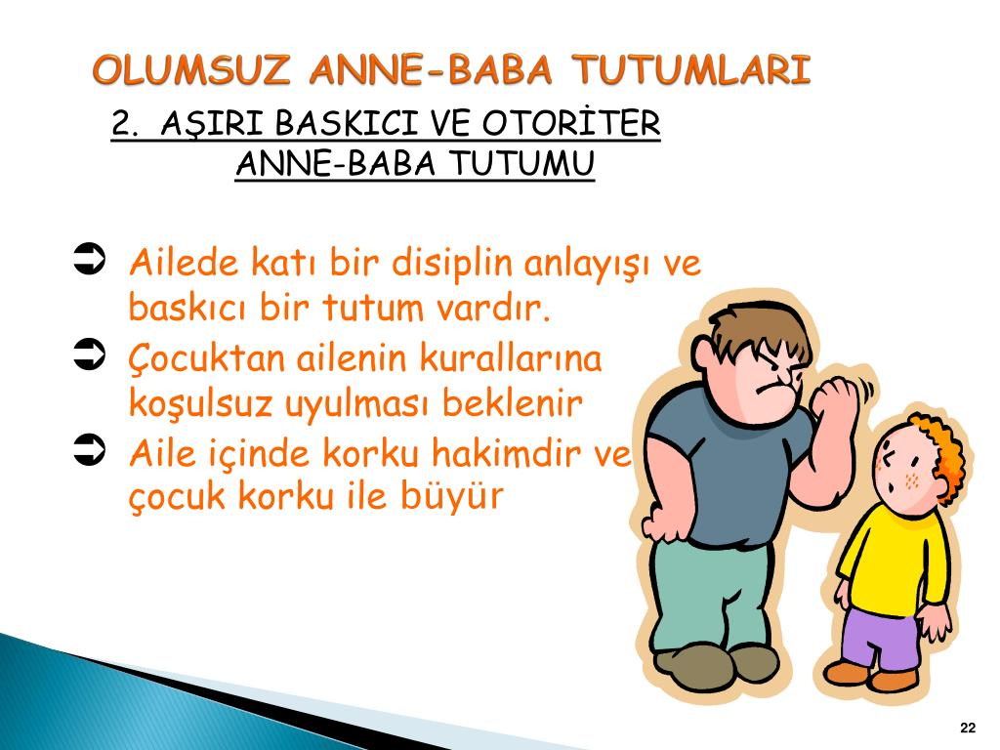 OLUMSUZ ANNE-BABA TUTUMLARI
2. AŞIRI BASKICI VE OTORİTER
ANNE-BABA TUTUMU
Ailede katı bir disiplin anlayışı ve
baskıcı bir tutum vardır.
Çocuktan ailenin kurallarına
koşulsuz uyulması beklenir
Aile içinde korku hakimdir ve
çocuk korku ile büyür
22